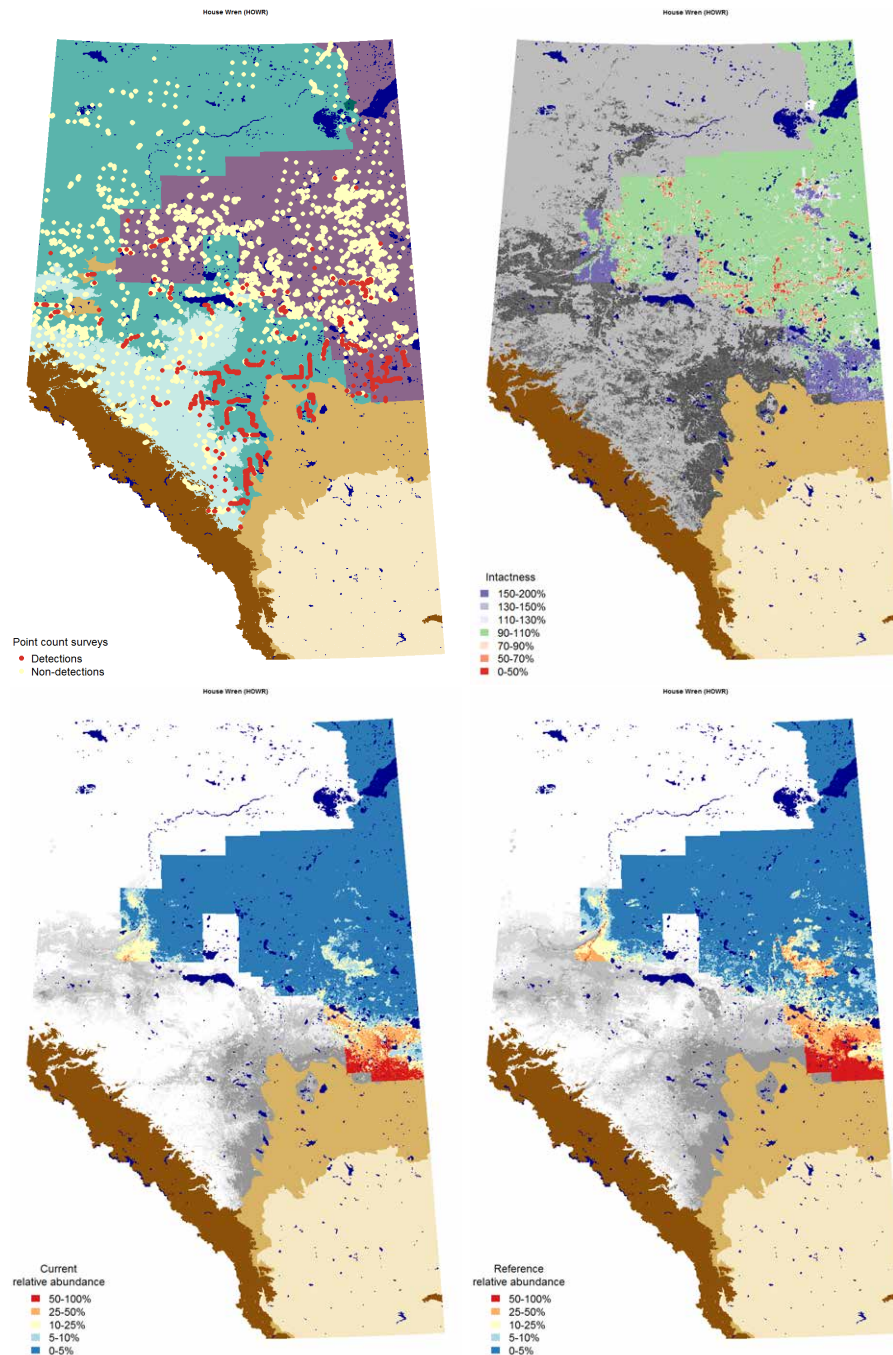 House Wren (HOWR)
Point count surveys
Detections
Non-detections
House Wren (HOWR)
Intactness
150-200%
130-150%
110-130%
90-110%
70-90%
50-70%
0-50%
House Wren (HOWR)
Current
relative abundance
50-100%
25-50%
10-25%
5-10%
0-5%
House Wren (HOWR)
Reference
relative abundance
50-100%
25-50%
10-25%
5-10%
0-5%